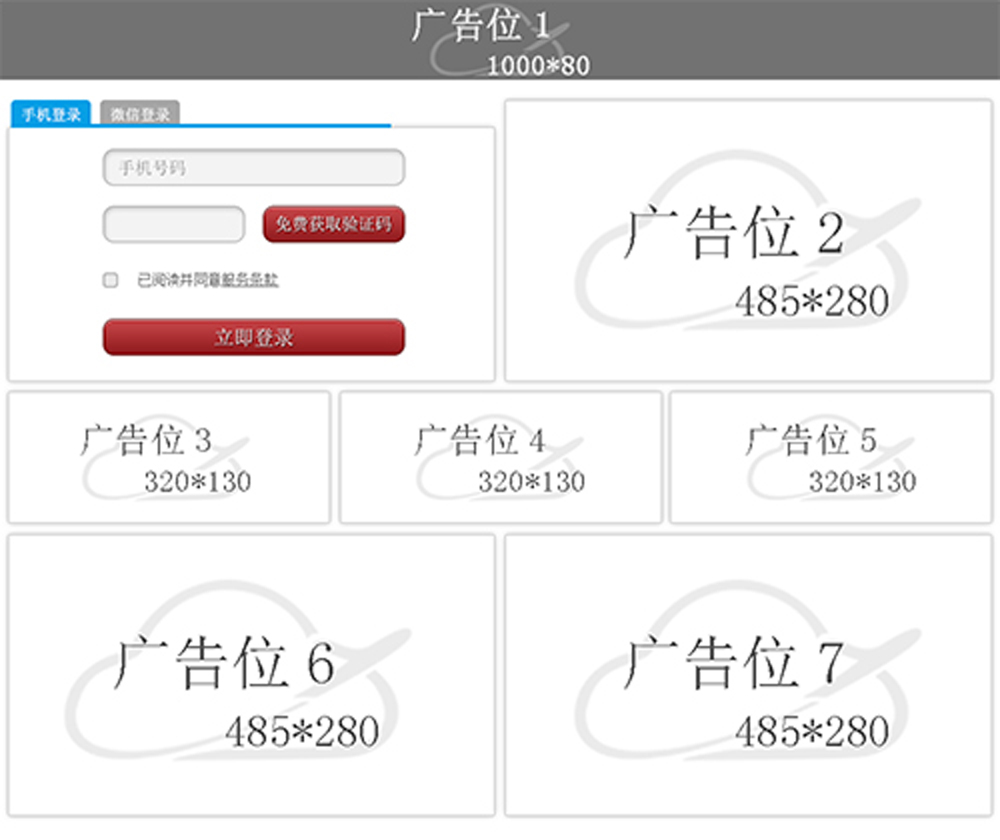 广告位 1
1000*80
手机登录
微信登录
手机号码
免费获取验证码
已阅读并同意服务条款
立即登录
广告位 2
485*280
广告位 3
320*130
广告位 4
320*130
广告位 5
320*130
广告位 6
485*280
广告位 7
485*280